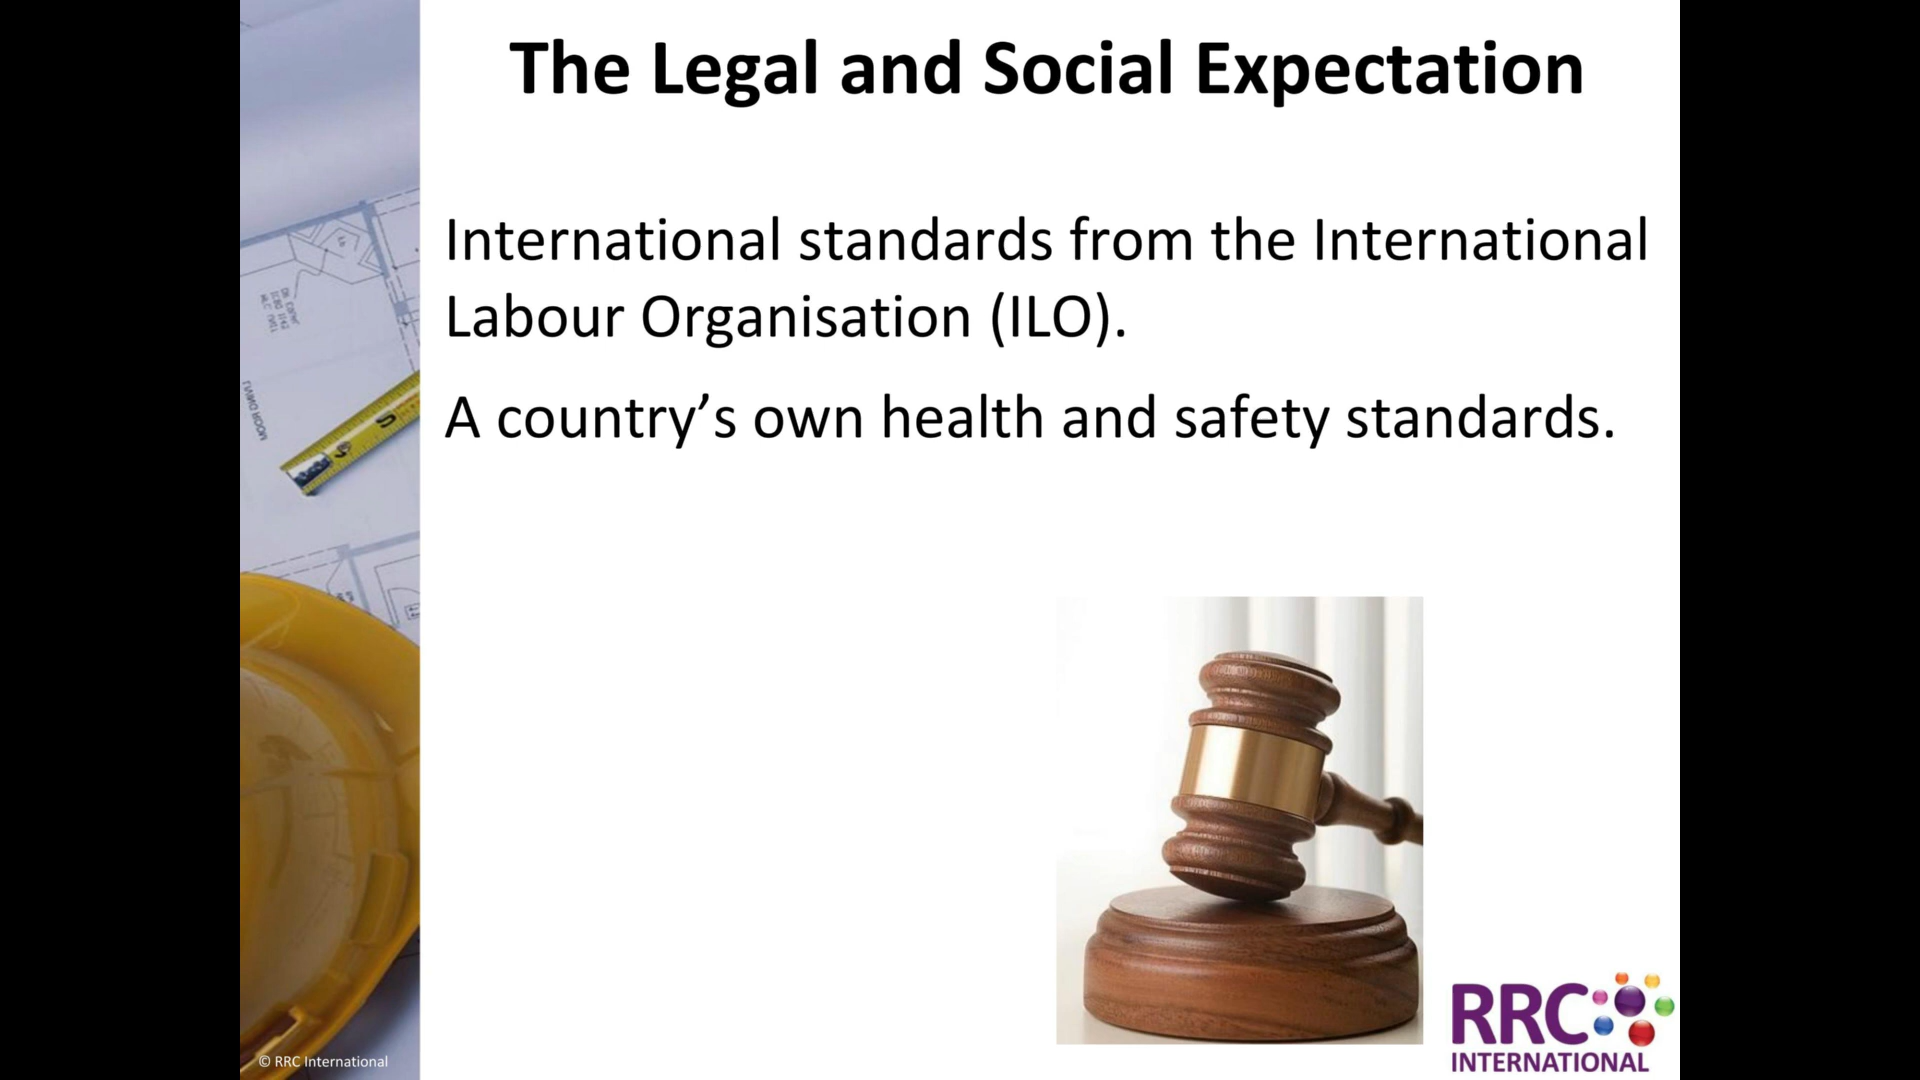 The Legal and Social Expectation
International standards from the International
Labour Organisation (ILO).
A country’s own health and safety standards.
© RRC International
RRC
INTERNATIONAL